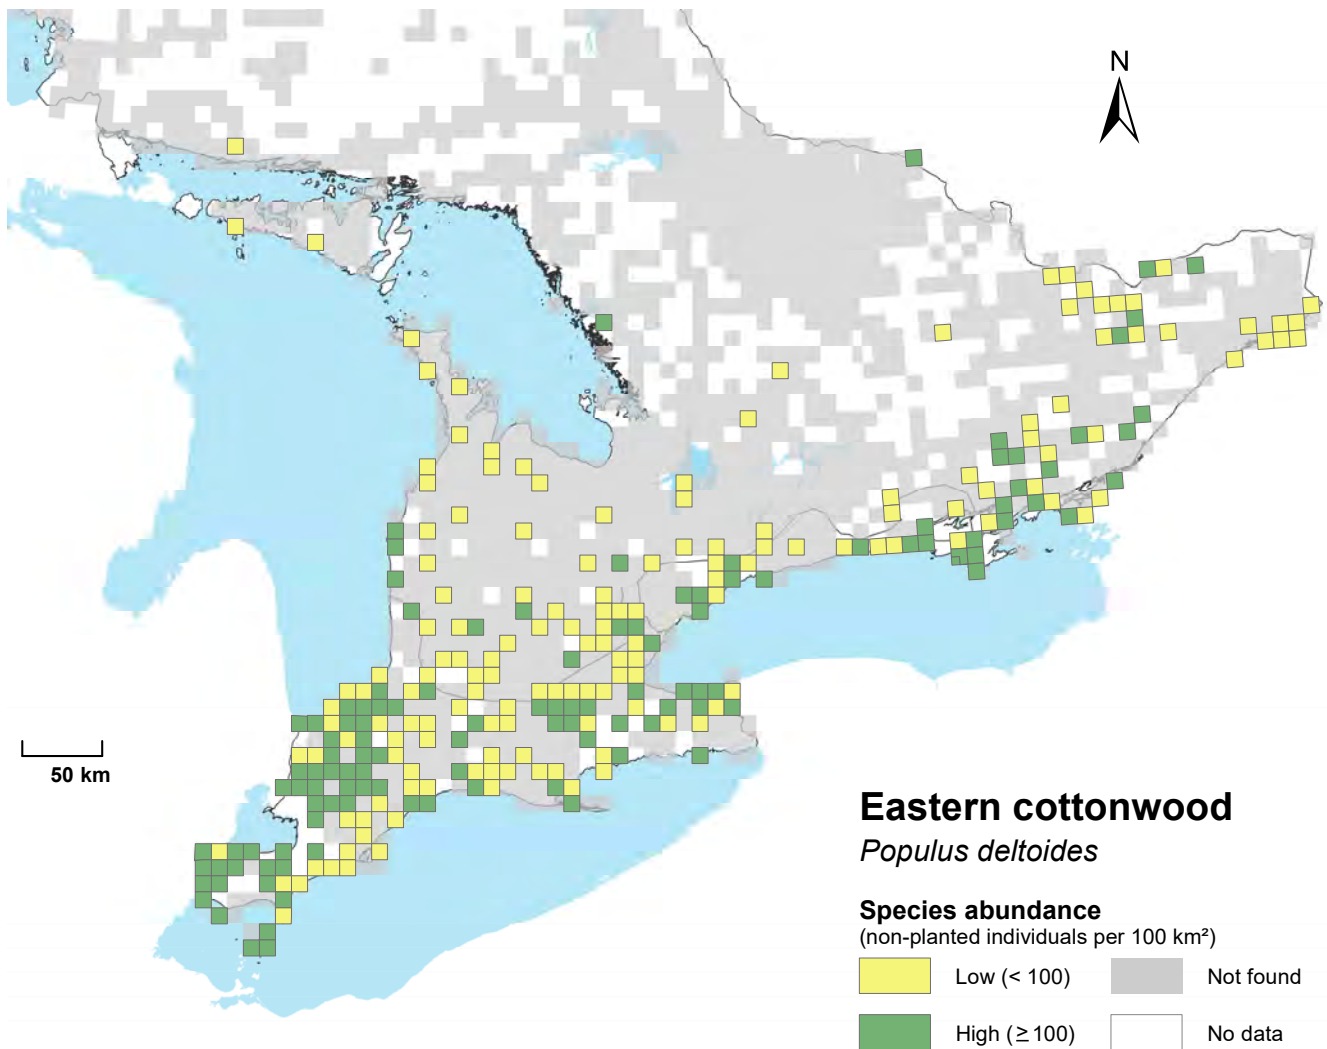 N
50 km
Eastern cottonwood
Populus deltoides
Species abundance
(non-planted individuals per 100 km²)
Low (< 100)
Not found
High (≥100)
No data